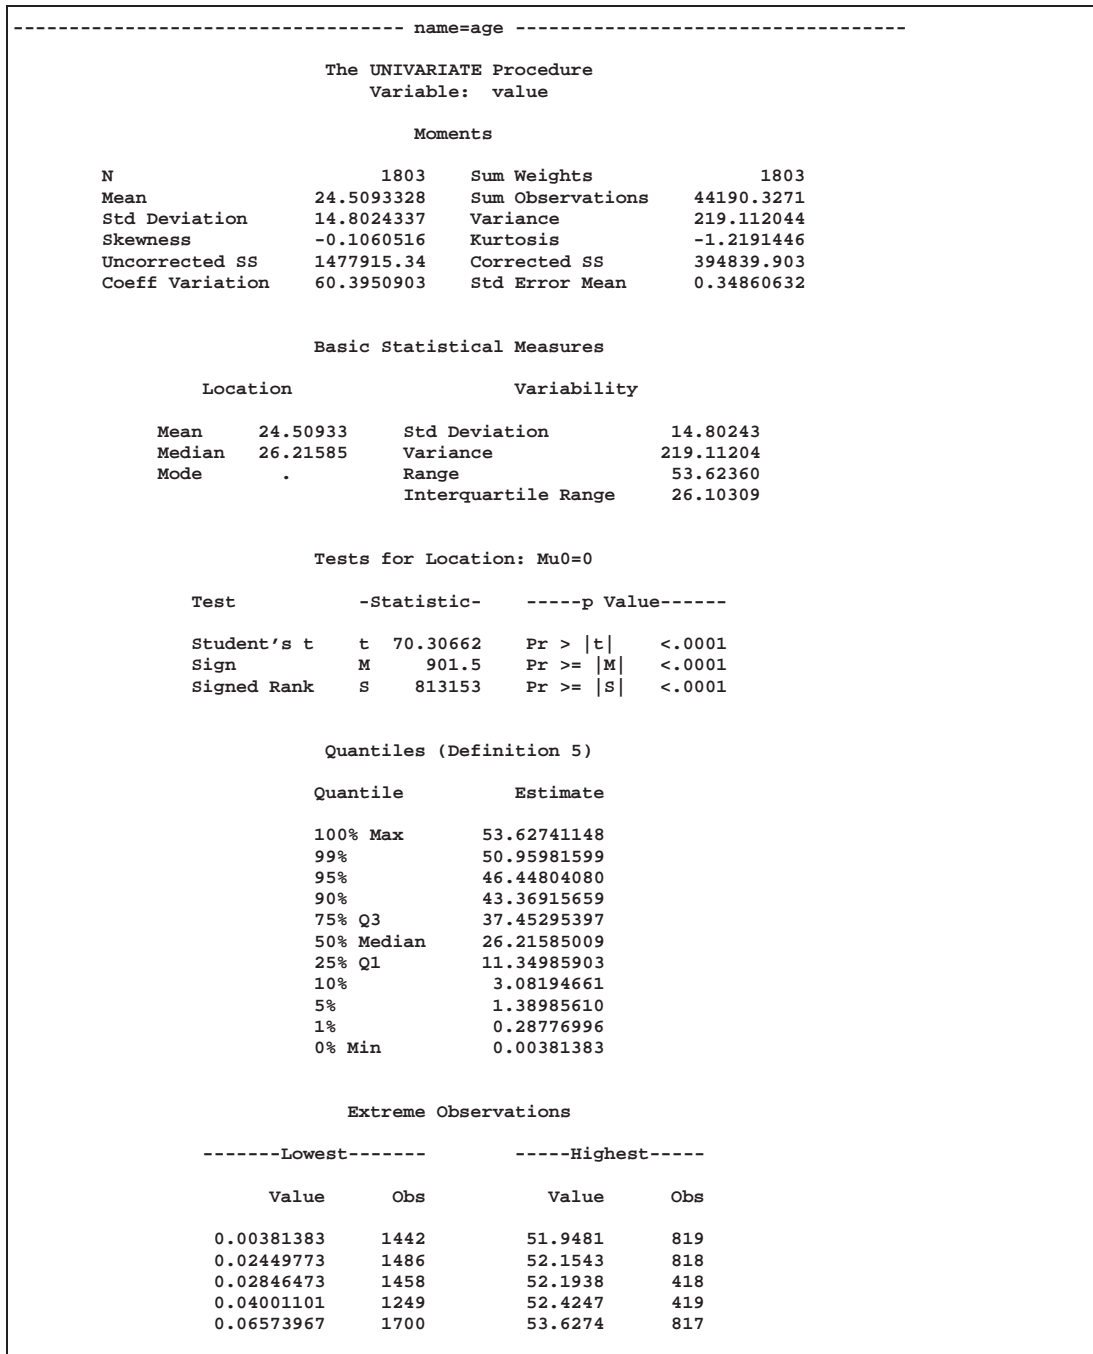 ----------------------------------- name=age -----------------------------------
The UNIVARIATE Procedure
Variable: value
Moments
N 1803 Sum Weights 1803
Mean 24.5093328 Sum Observations 44190.3271
Std Deviation 14.8024337 Variance 219.112044
Skewness -0.1060516 Kurtosis -1.2191446
Uncorrected SS 1477915.34 Corrected SS 394839.903
Coeff Variation 60.3950903 Std Error Mean 0.34860632
Basic Statistical Measures
Location Variability
Mean 24.50933 Std Deviation 14.80243
Median 26.21585 Variance 219.11204
Mode . Range 53.62360
Interquartile Range 26.10309
Tests for Location: Mu0=0
Test -Statistic- -----p Value------
Student's t t 70.30662 Pr > |t| <.0001
Sign M 901.5 Pr >= |M| <.0001
Signed Rank S 813153 Pr >= |S| <.0001
Quantiles (Definition 5)
Quantile Estimate
100% Max 53.62741148
99% 50.95981599
95% 46.44804080
90% 43.36915659
75% Q3 37.45295397
50% Median 26.21585009
25% Q1 11.34985903
10% 3.08194661
5% 1.38985610
1% 0.28776996
0% Min 0.00381383
Extreme Observations
-------Lowest------- -----Highest-----
Value Obs Value Obs
0.00381383 1442 51.9481 819
0.02449773 1486 52.1543 818
0.02846473 1458 52.1938 418
0.04001101 1249 52.4247 419
0.06573967 1700 53.6274 817